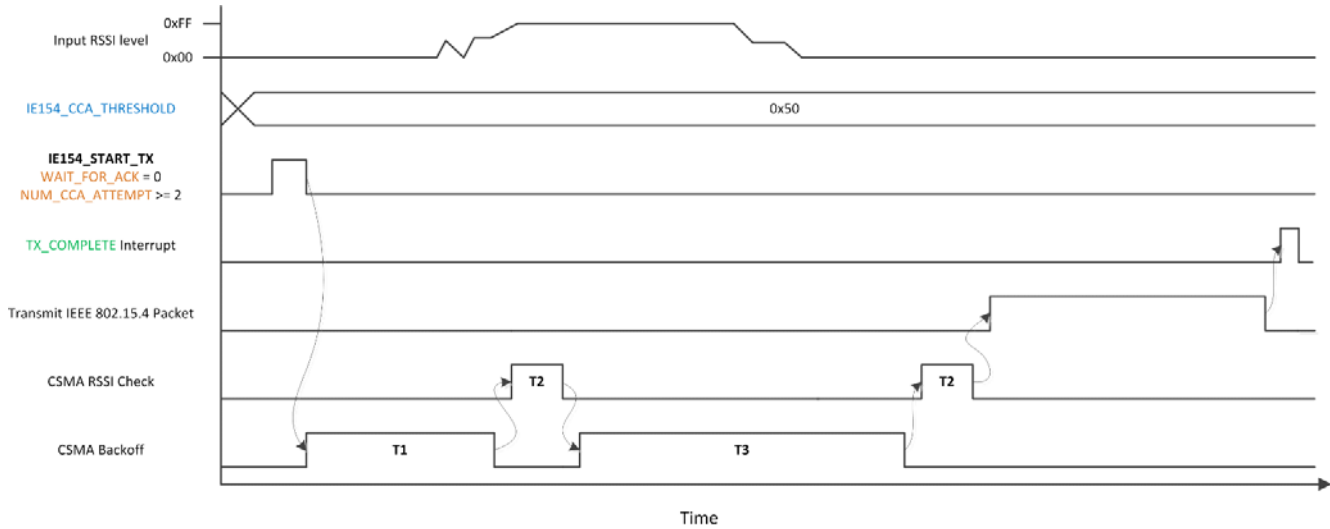 0xFF
Input RSSI level
0x00
IE154_CCA_THRESHOLD
0x50
IE154_START_TX
WAIT_FOR_ACK = 0
NUM_CCA_ATTEMPT >= 2
TX_COMPLETE Interrupt
Transmit IEEE 802.15.4 Packet
CSMA RSSI Check
T2
T2
CSMA Backoff
T1
T3
Time